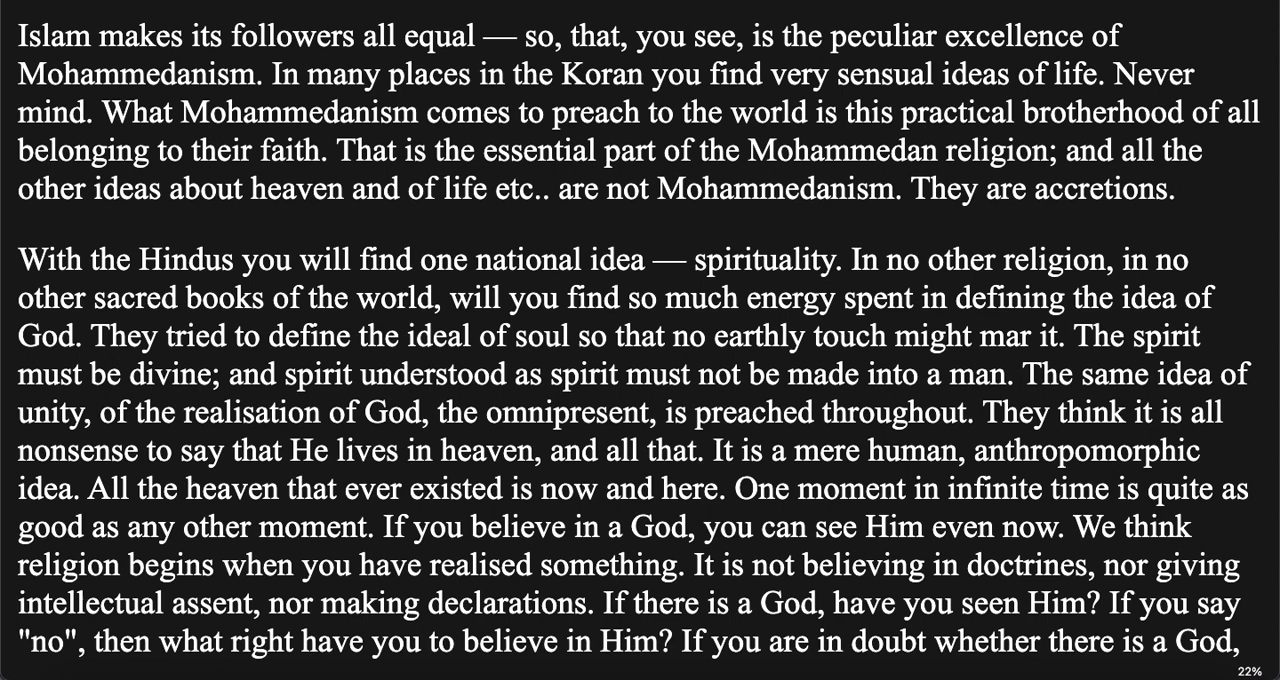 Islam makes its followers all equal — so, that, you see, is the peculiar excellence of
Mohammedanism. In many places in the Koran you find very sensual ideas of life. Never
mind. What Mohammedanism comes to preach to the world is this practical brotherhood of all
belonging to their faith. That is the essential part of the Mohammedan religion; and all the
other ideas about heaven and of life etc.. are not Mohammedanism. They are accretions.
With the Hindus you will find one national idea — spirituality. In no other religion, in no
other sacred books of the world, will you find so much energy spent in defining the idea of
God. They tried to define the ideal of soul so that no earthly touch might mar it. The spirit
must be divine; and spirit understood as spirit must not be made into a man. The same idea of
unity, of the realisation of God, the omnipresent, is preached throughout. They think it is all
nonsense to say that He lives in heaven, and all that. It is a mere human, anthropomorphic
idea. All the heaven that ever existed is now and here. One moment in infinite time is quite as
good as any other moment. If you believe in a God, you can see Him even now. We think
religion begins when you have realised something. It is not believing in doctrines, nor giving
intellectual assent, nor making declarations. If there is a God, have you seen Him? If you say
"no", then what right have you to believe in Him? If you are in doubt whether there is a God,
22%